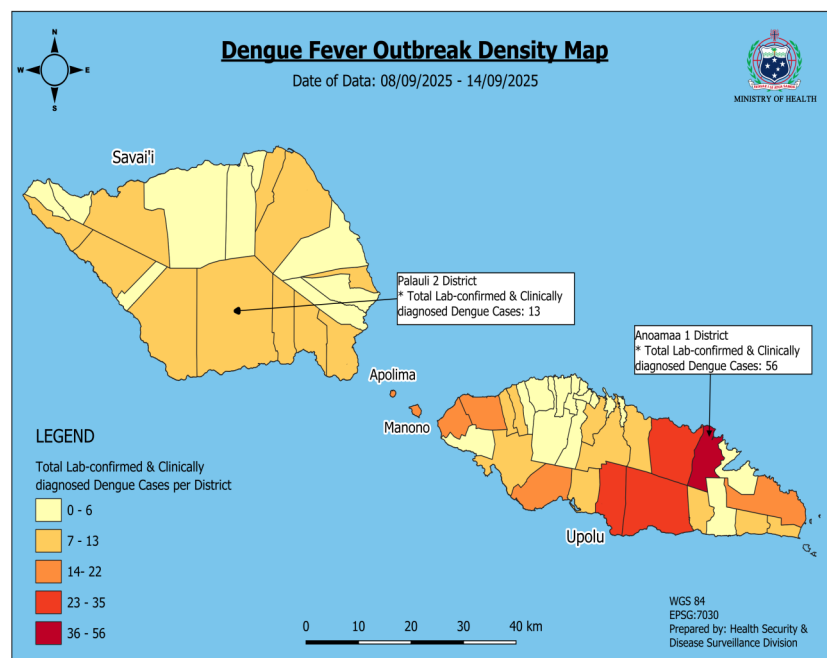 Dengue Fever Outbreak Density Map
Date of Data: 08/09/2025 - 14/09/2025
N
W
E
S
MINISTRY OF HEALTH
Savai'i
Palauli 2 District
* Total Lab-confirmed & Clinically
diagnosed Dengue Cases: 13
Anoamaa 1 District
* Total Lab-confirmed & Clinically
diagnosed Dengue Cases: 56
Apolima
Manono
Upolu
LEGEND
Total Lab-confirmed & Clinically
diagnosed Dengue Cases per District
0 - 6
7 - 13
14- 22
23 - 35
36 - 56
0 10 20 30 40 km
WGS 84
EPSG:7030
Prepared by: Health Security &
Disease Surveillance Division